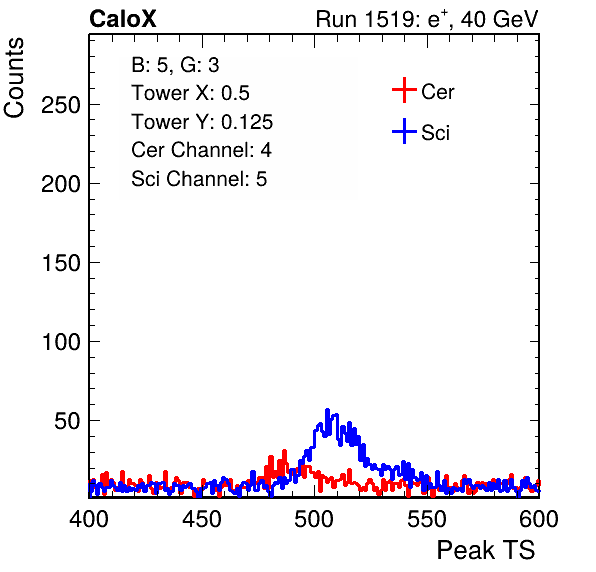 CaloX Run 1519: e⁺, 40 GeV
Counts
B: 5, G: 3
Tower X: 0.5
Tower Y: 0.125
Cer Channel: 4
Sci Channel: 5
Cer
Sci
250
200
150
100
50
400 450 500 550 600
Peak TS